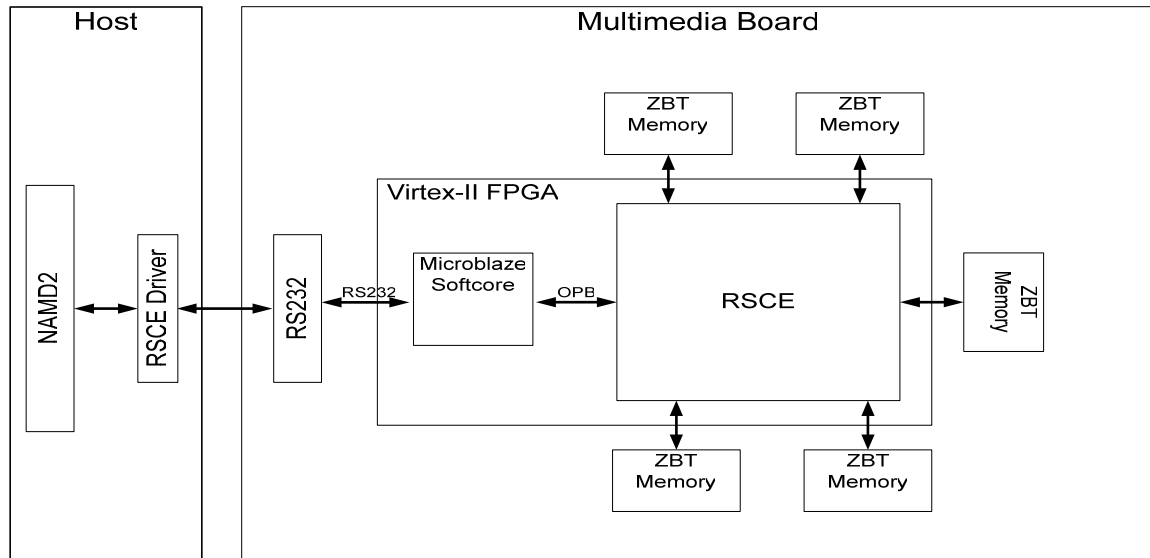 Host
Multimedia Board
ZBT
Memory
ZBT
Memory
Virtex-II FPGA
NAMD2
RSCE Driver
RS232
RS232
Microblaze
Softcore
OPB
RSCE
ZBT
Memory
ZBT
Memory
ZBT
Memory